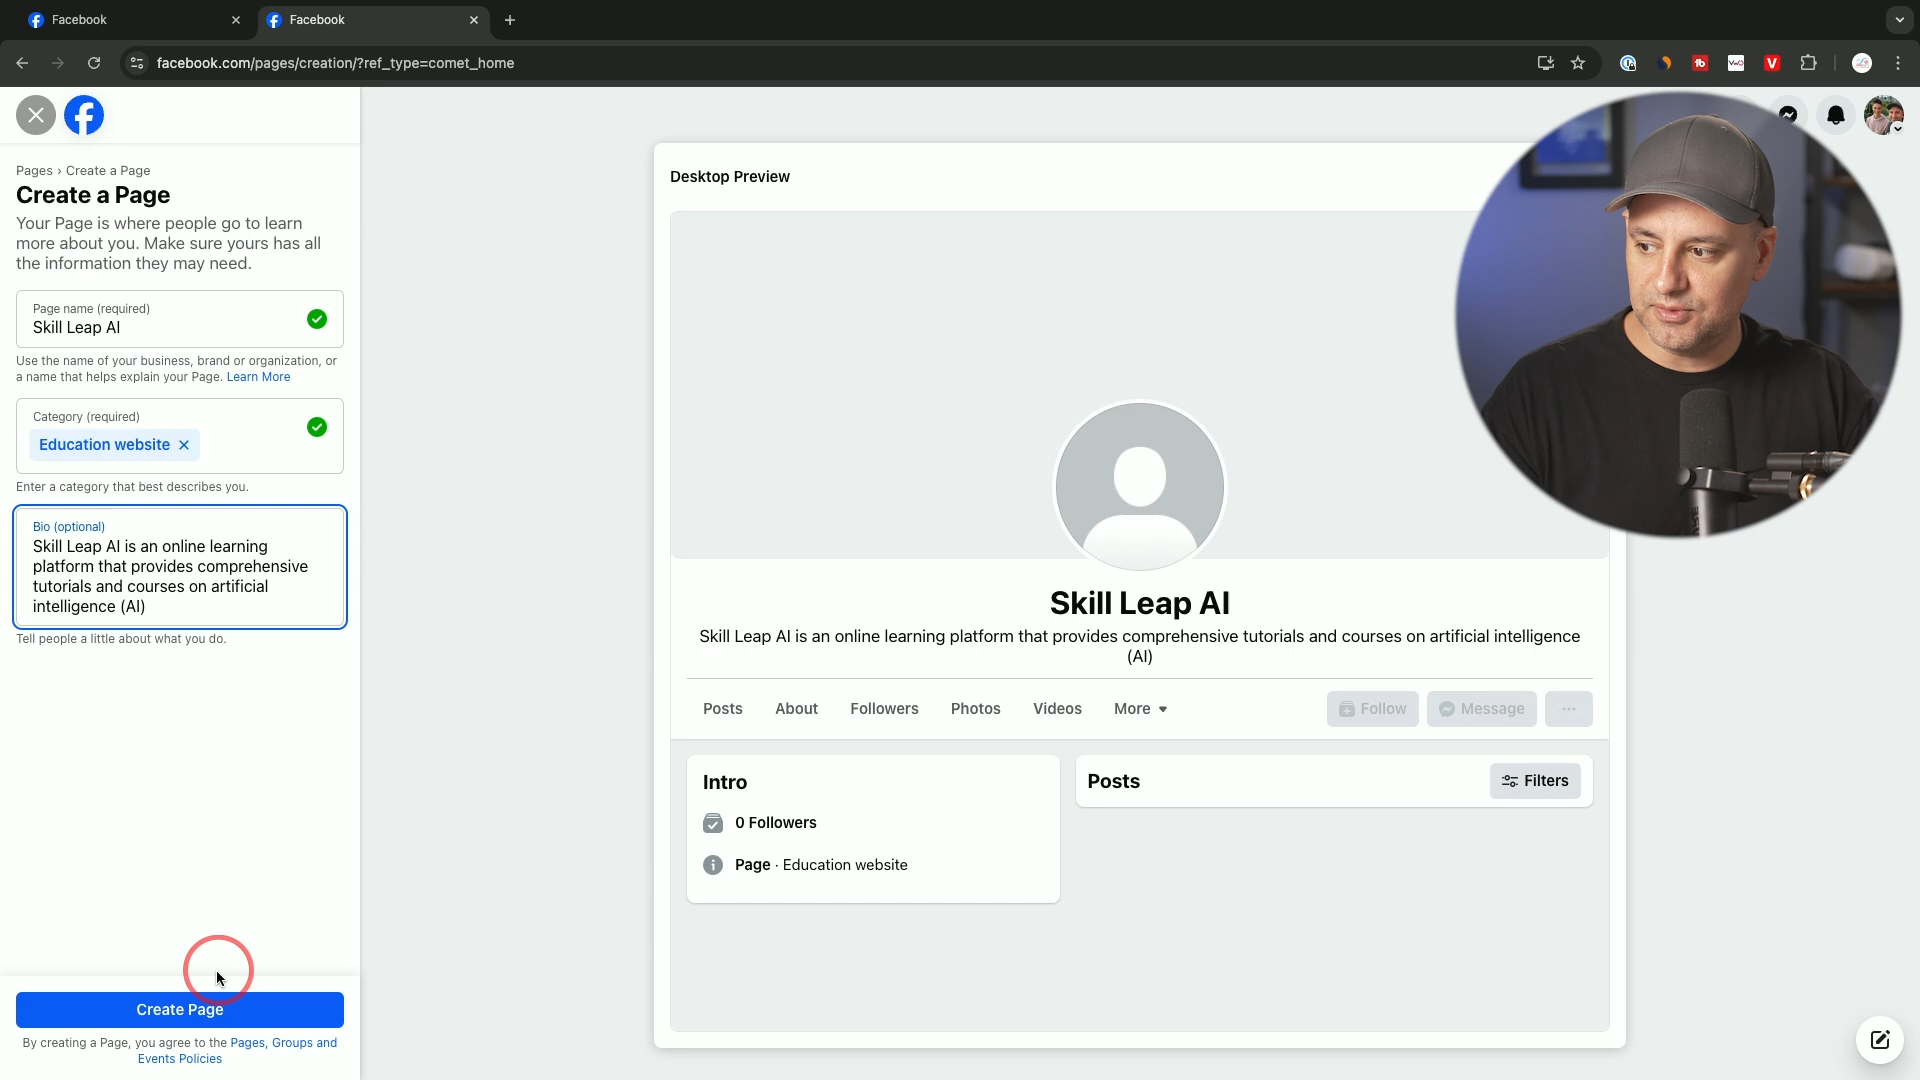 Facebook
Facebook
facebook.com/pages/creation/?ref_type=comet_home
Pages › Create a Page
Create a Page
Your Page is where people go to learn
more about you. Make sure yours has all
the information they may need.
Page name (required)
Skill Leap AI
Use the name of your business, brand or organization, or
a name that helps explain your Page. Learn More
Category (required)
Education website
Enter a category that best describes you.
Bio (optional)
Skill Leap AI is an online learning
platform that provides comprehensive
tutorials and courses on artificial
intelligence (AI)
Tell people a little about what you do.
Create Page
By creating a Page, you agree to the Pages, Groups and
Events Policies
Desktop Preview
Skill Leap AI
Skill Leap AI is an online learning platform that provides comprehensive tutorials and courses on artificial intelligence
(AI)
Posts About Followers Photos Videos More Follow Message
Intro
0 Followers
Page · Education website
Posts
Filters